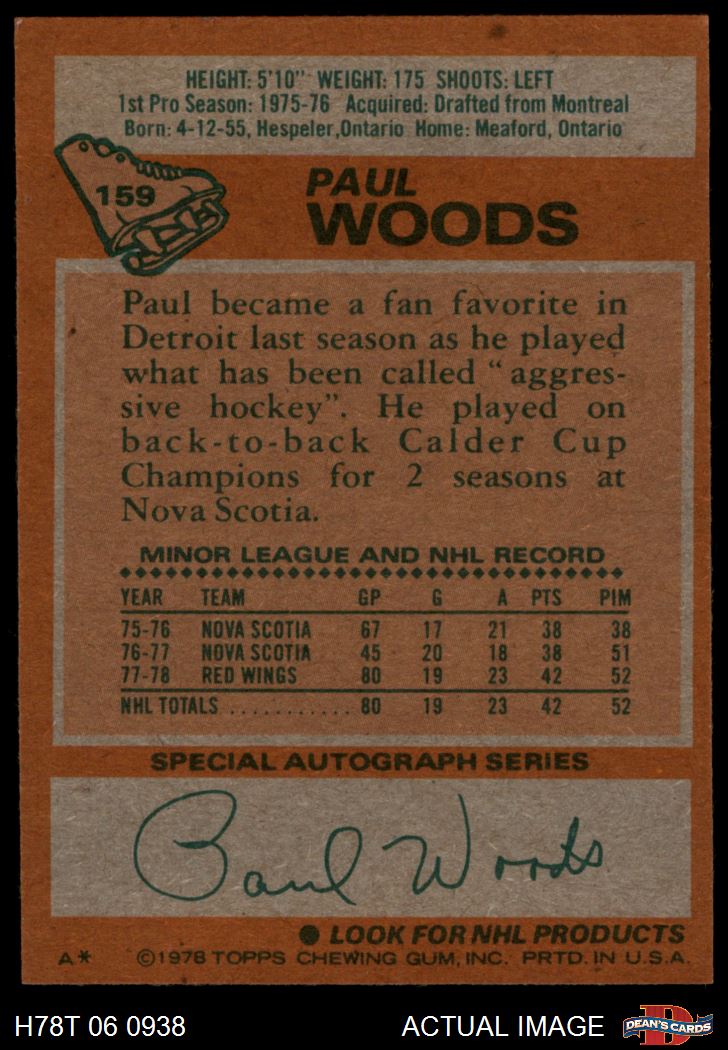 HEIGHT: 5'10" WEIGHT: 175 SHOOTS: LEFT
1st Pro Season: 1975-76 Acquired: Drafted from Montreal
Born: 4-12-55, Hespeler,Ontario Home: Meaford, Ontario
159
PAUL
WOODS
Paul became a fan favorite in
Detroit last season as he played
what has been called "aggres-
sive hockey". He played on
back-to-back Calder Cup
Champions for 2 seasons at
Nova Scotia.
MINOR LEAGUE AND NHL RECORD
YEAR TEAM GP G A PTS PIM
75-76 NOVA SCOTIA 67 17 21 38 38
76-77 NOVA SCOTIA 45 20 18 38 51
77-78 RED WINGS 80 19 23 42 52
NHL TOTALS ........... 80 19 23 42 52
SPECIAL AUTOGRAPH SERIES
Paul Woods
● LOOK FOR NHL PRODUCTS
A* ©1978 TOPPS CHEWING GUM, INC. PRTD. IN U.S.A.
H78T 06 0938 ACTUAL IMAGE D DEAN'S CARDS